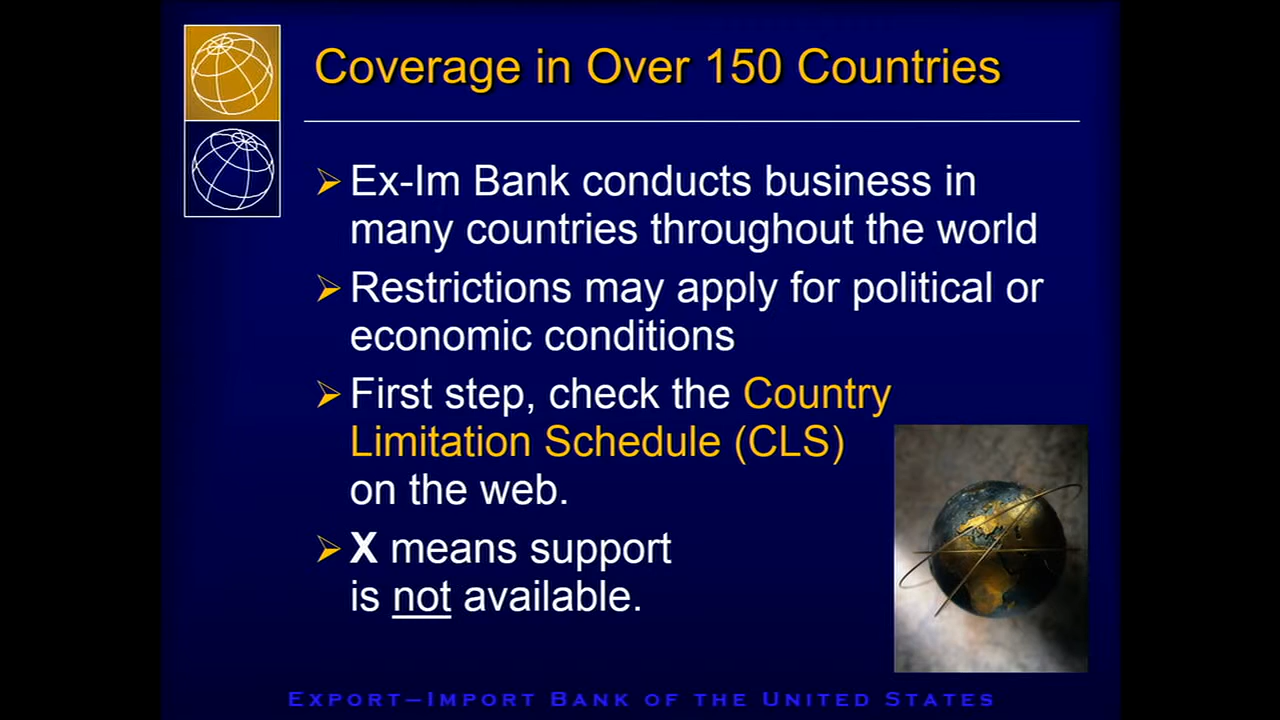 Coverage in Over 150 Countries
Ex-Im Bank conducts business in
many countries throughout the world
Restrictions may apply for political or
economic conditions
First step, check the Country
Limitation Schedule (CLS)
on the web.
X means support
is not available.
Export–Import Bank of the United States